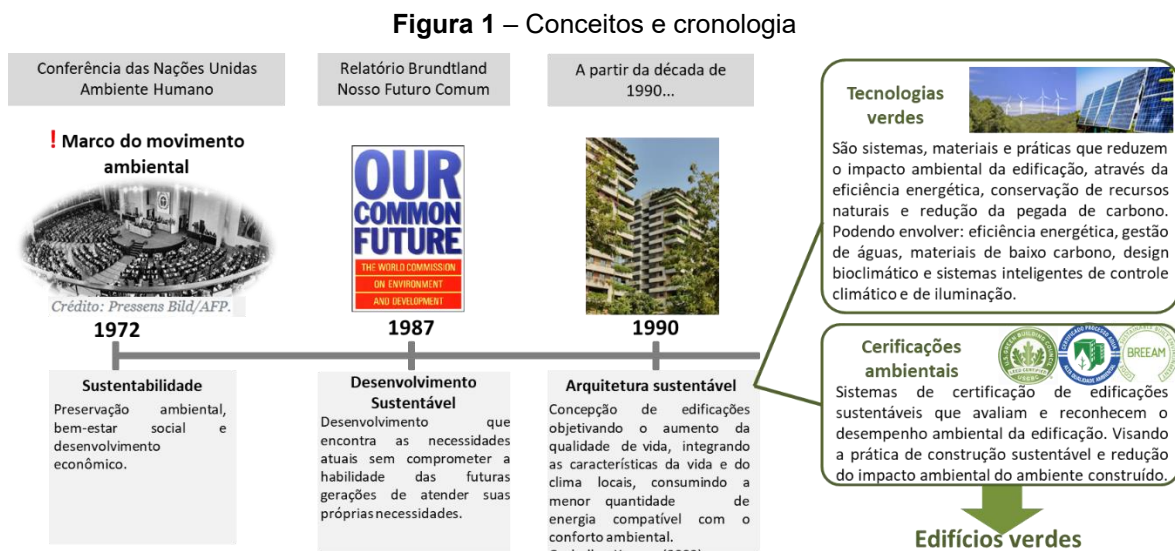 Figura 1 – Conceitos e cronologia
Conferência das Nações Unidas
Ambiente Humano
! Marco do movimento
ambiental
Crédito: Pressens Bild/AFP.
1972
Sustentabilidade
Preservação ambiental,
bem-estar social e
desenvolvimento
econômico.
Relatório Brundtland
Nosso Futuro Comum
OUR
COMMON
FUTURE
THE WORLD COMMISSION
ON ENVIRONMENT
AND DEVELOPMENT
1987
Desenvolvimento
Sustentável
Desenvolvimento que
encontra as necessidades
atuais sem comprometer a
habilidade das futuras
gerações de atender suas
próprias necessidades.
A partir da década de
1990...
1990
Arquitetura sustentável
Concepção de edificações
objetivando o aumento da
qualidade de vida, integrando
as características da vida e do
clima locais, consumindo a
menor quantidade de
energia compatível com o
conforto ambiental.
Tecnologias
verdes
São sistemas, materiais e práticas que reduzem
o impacto ambiental da edificação, através da
eficiência energética, conservação de recursos
naturais e redução da pegada de carbono.
Podendo envolver: eficiência energética, gestão
de águas, materiais de baixo carbono, design
bioclimático e sistemas inteligentes de controle
climático e de iluminação.
Cerificações
ambientais
BREEAM
Sistemas de certificação de edificações
sustentáveis que avaliam e reconhecem o
desempenho ambiental da edificação. Visando
a prática de construção sustentável e redução
do impacto ambiental do ambiente construído.
Edifícios verdes